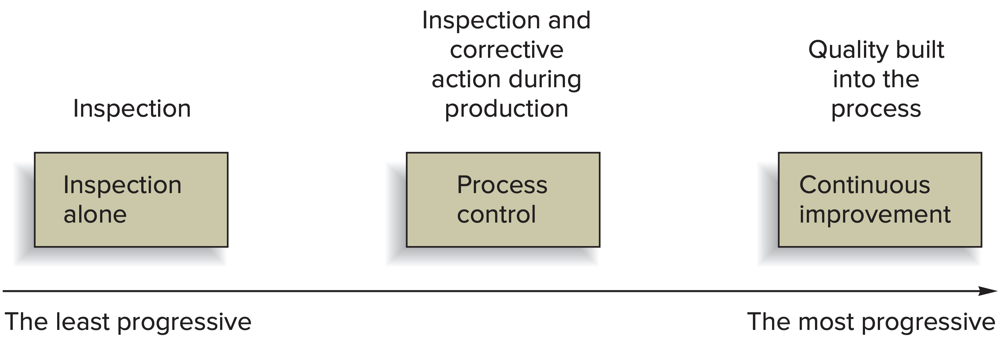 Inspection
Inspection and
corrective
action during
production
Quality built
into the
process
Inspection
alone
Process
control
Continuous
improvement
The least progressive
The most progressive